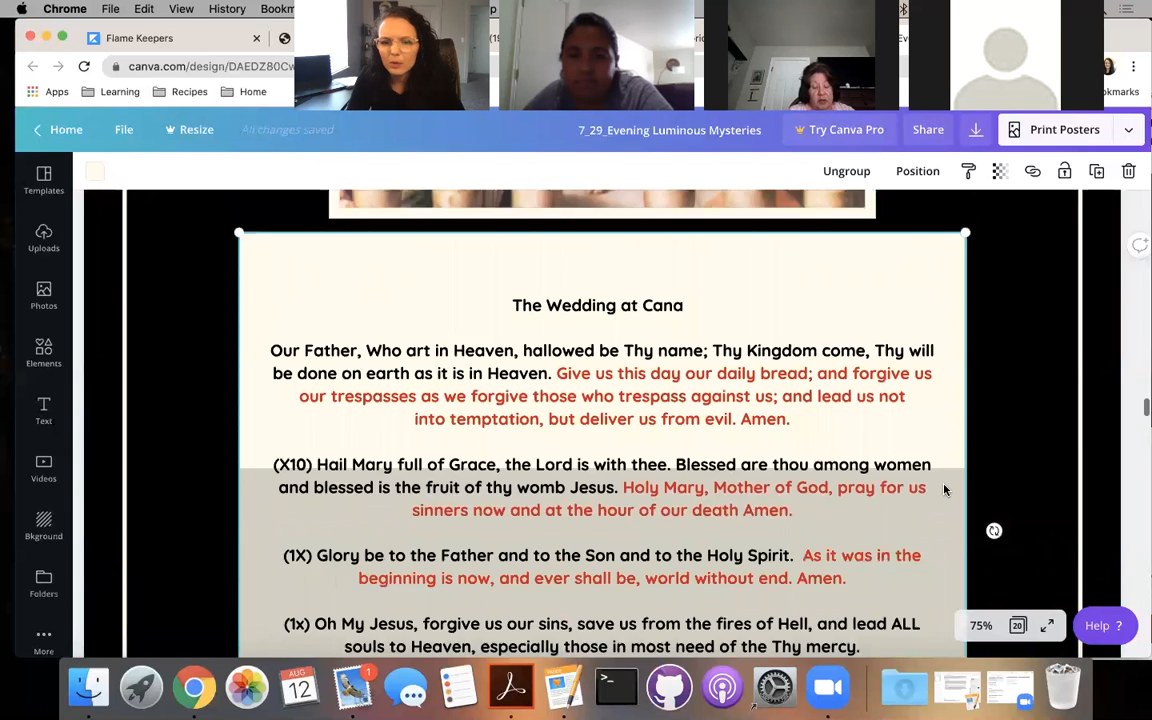 Chrome File Edit View History Bookm
Flame Keepers
canva.com/design/DAEDZ80Cw
Apps Learning Recipes Home
okmarks
Home File Resize All changes saved 7_29_Evening Luminous Mysteries Try Canva Pro Share Print Posters
Ungroup Position
Templates
Uploads
Photos
Elements
Text
Videos
Bkground
Folders
More
The Wedding at Cana
Our Father, Who art in Heaven, hallowed be Thy name; Thy Kingdom come, Thy will
be done on earth as it is in Heaven. Give us this day our daily bread; and forgive us
our trespasses as we forgive those who trespass against us; and lead us not
into temptation, but deliver us from evil. Amen.
(X10) Hail Mary full of Grace, the Lord is with thee. Blessed are thou among women
and blessed is the fruit of thy womb Jesus. Holy Mary, Mother of God, pray for us
sinners now and at the hour of our death Amen.
(1X) Glory be to the Father and to the Son and to the Holy Spirit. As it was in the
beginning is now, and ever shall be, world without end. Amen.
(1x) Oh My Jesus, forgive us our sins, save us from the fires of Hell, and lead ALL
souls to Heaven, especially those in most need of the Thy mercy.
75% 20 Help ?
AUG
12
1